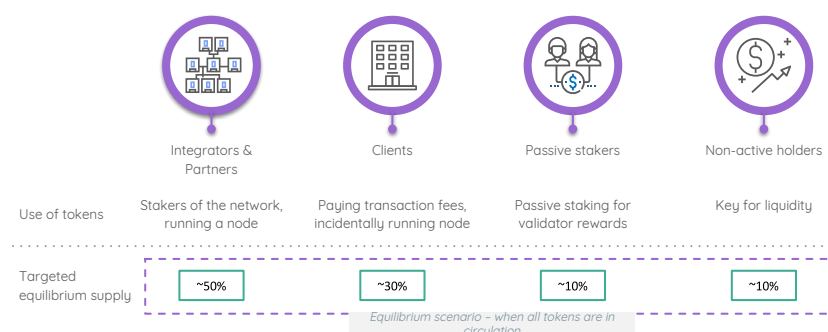 Integrators &
Partners
Clients
Passive stakers
Non-active holders
Use of tokens
Stakers of the network,
running a node
Paying transaction fees,
incidentally running node
Passive staking for
validator rewards
Key for liquidity
Targeted
equilibrium supply
~50%
~30%
~10%
~10%
Equilibrium scenario – when all tokens are in
circulation